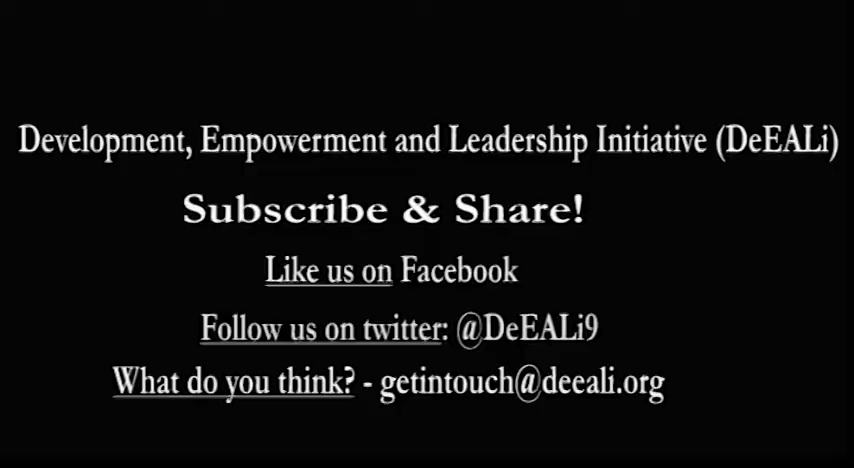 Development, Empowerment and Leadership Initiative (DeEALi)
Subscribe & Share!
Like us on Facebook
Follow us on twitter: @DeEALi9
What do you think? - getintouch@deeali.org